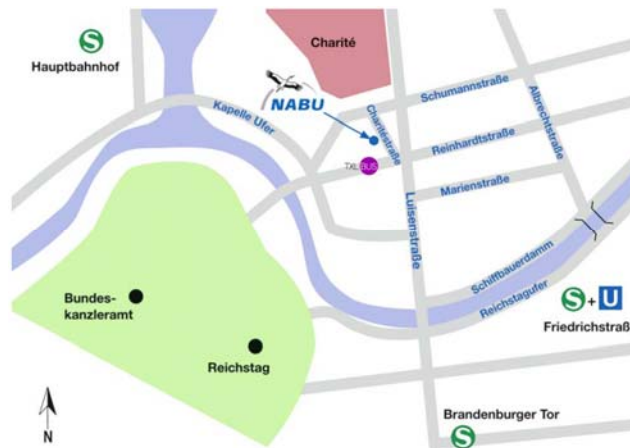 S
Hauptbahnhof
Charité
NABU
Kapelle Ufer
Charitéstraße
Schumannstraße
Albrechtstraße
Reinhardtstraße
TXL BUS
Marienstraße
Luisenstraße
Schiffbauerdamm
Reichstagufer
S + U
Friedrichstraß
Bundes-
kanzleramt
Reichstag
N
Brandenburger Tor
S